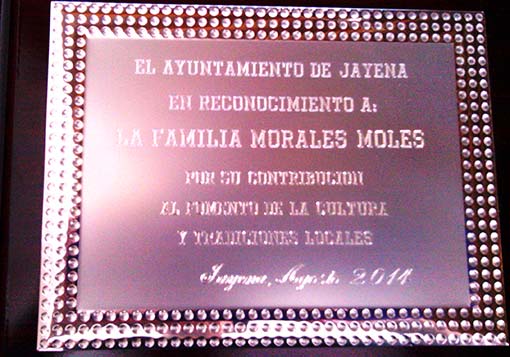 EL AYUNTAMIENTO DE JAYENA
EN RECONOCIMIENTO A:
LA FAMILIA MORALES MOLES
POR SU CONTRIBUCION
AL FOMENTO DE LA CULTURA
Y TRADICIONES LOCALES
Jayena, Agosto 2014